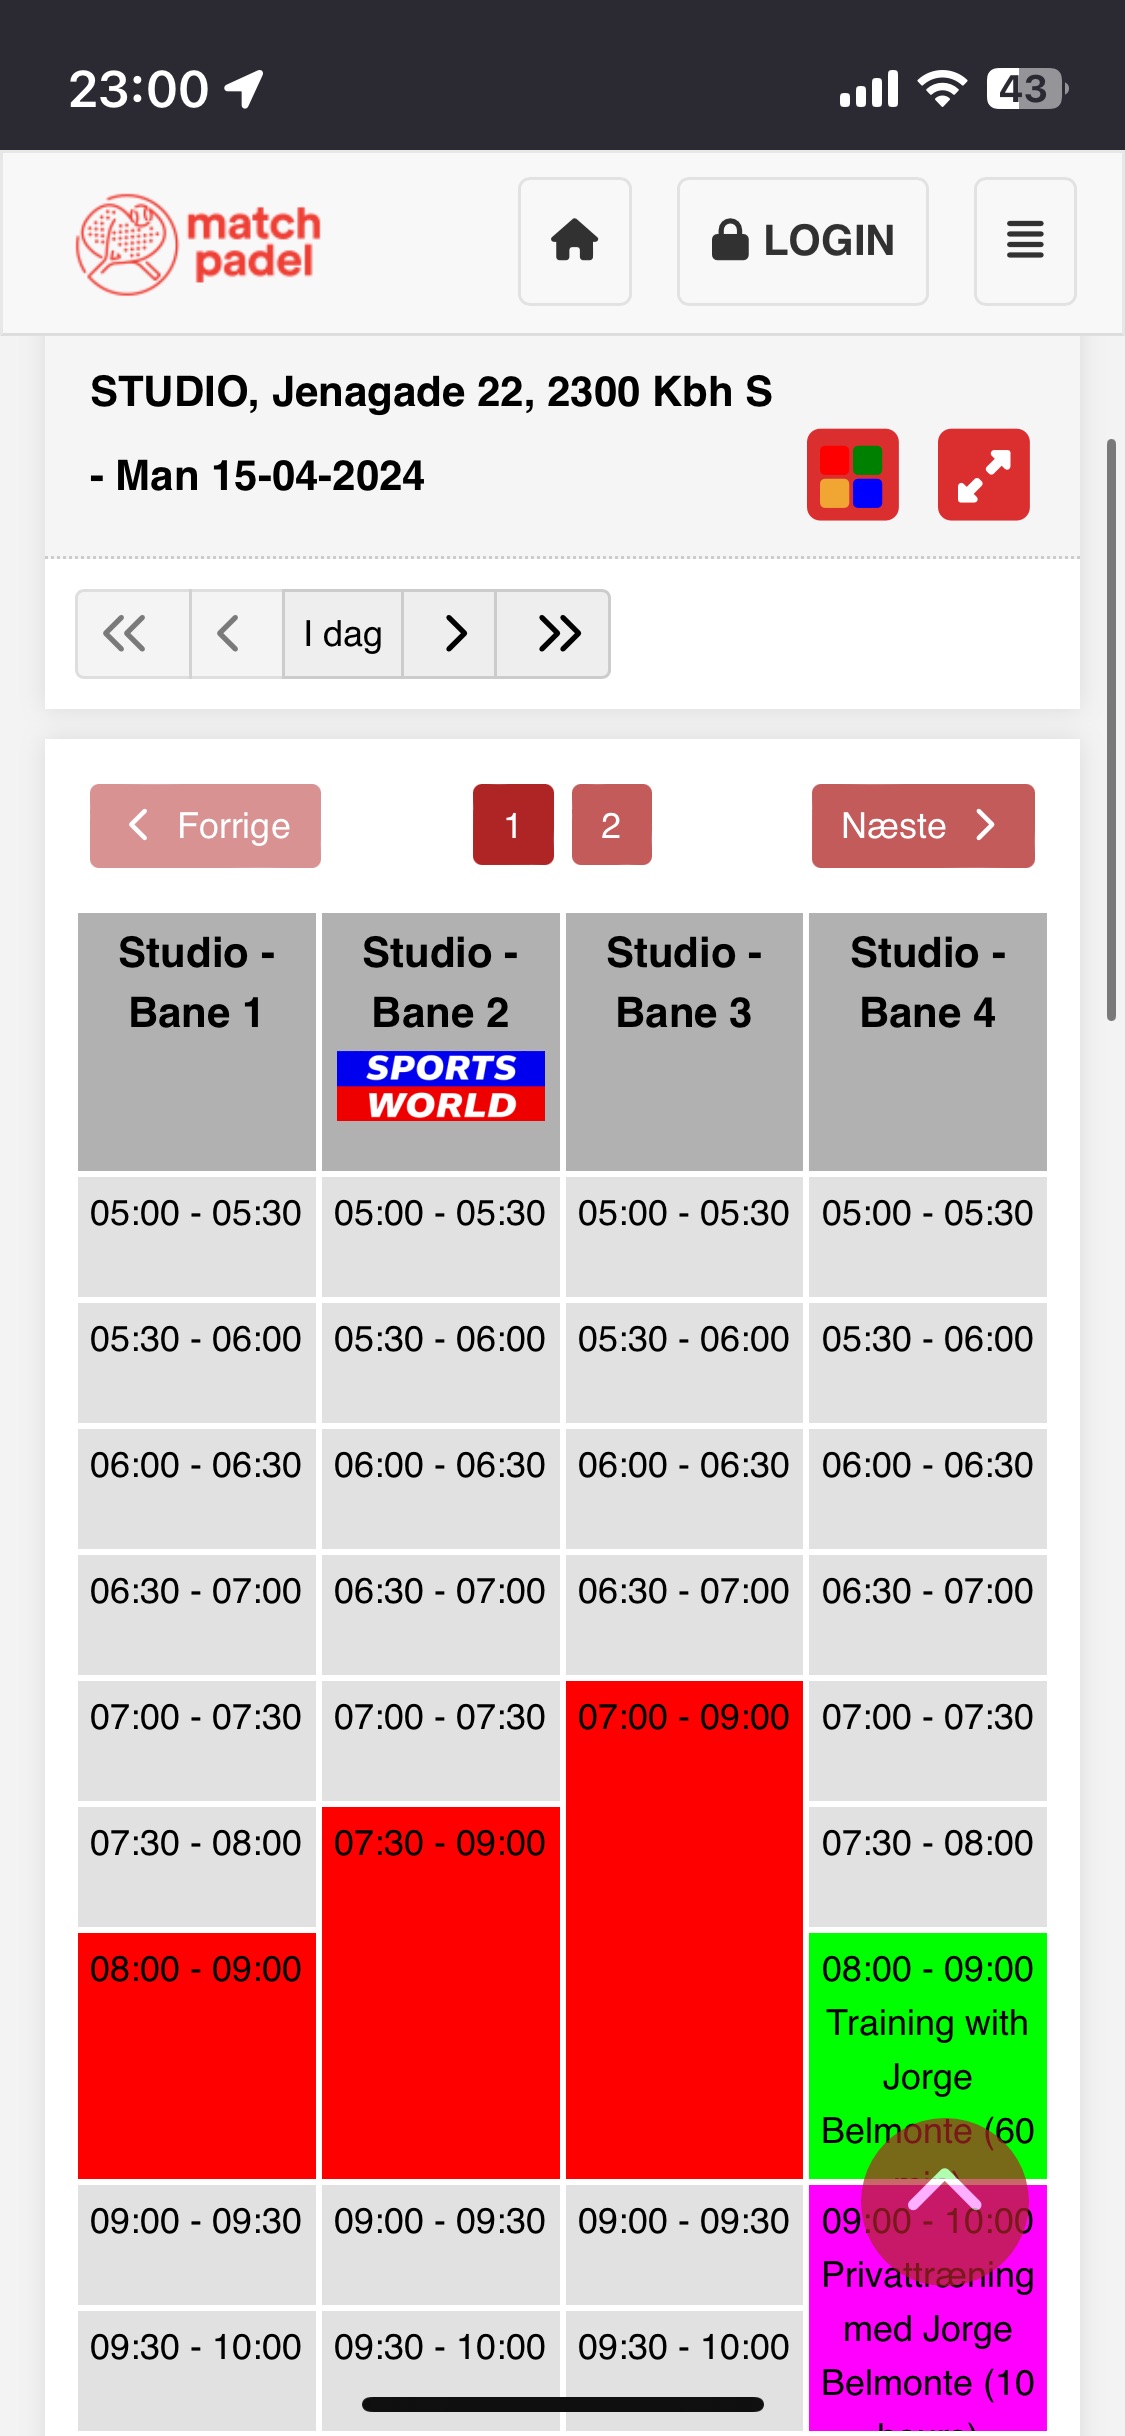 23:00
43
match
padel
LOGIN
STUDIO, Jenagade 22, 2300 Kbh S
- Man 15-04-2024
I dag
Forrige
1
2
Næste
Studio -
Bane 1
Studio -
Bane 2
SPORTS
WORLD
Studio -
Bane 3
Studio -
Bane 4
05:00 - 05:30 05:00 - 05:30 05:00 - 05:30 05:00 - 05:30
05:30 - 06:00 05:30 - 06:00 05:30 - 06:00 05:30 - 06:00
06:00 - 06:30 06:00 - 06:30 06:00 - 06:30 06:00 - 06:30
06:30 - 07:00 06:30 - 07:00 06:30 - 07:00 06:30 - 07:00
07:00 - 07:30 07:00 - 07:30 07:00 - 09:00 07:00 - 07:30
07:30 - 08:00 07:30 - 09:00 07:30 - 08:00
08:00 - 09:00 08:00 - 09:00
Training with
Jorge
Belmonte (60
09:00 - 09:30 09:00 - 09:30 09:00 - 09:30 09:00 - 10:00
Privattræning
med Jorge
09:30 - 10:00 09:30 - 10:00 09:30 - 10:00
Belmonte (10